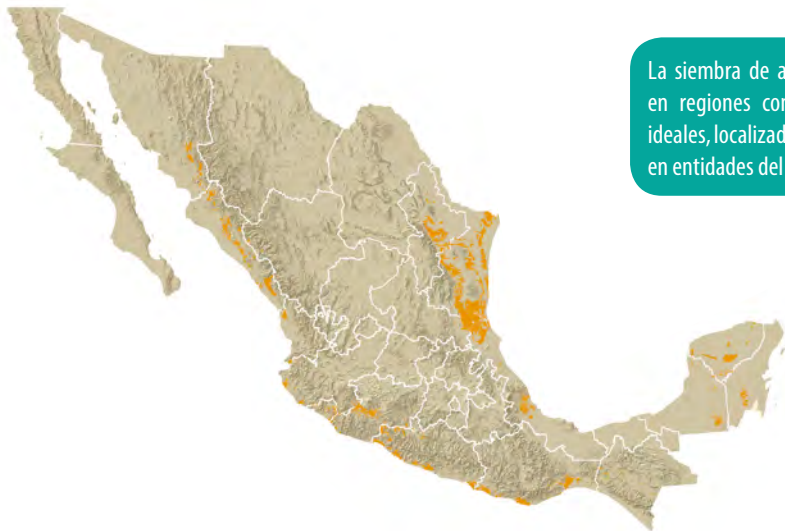 La siembra de a
en regiones con
ideales, localizad
en entidades del